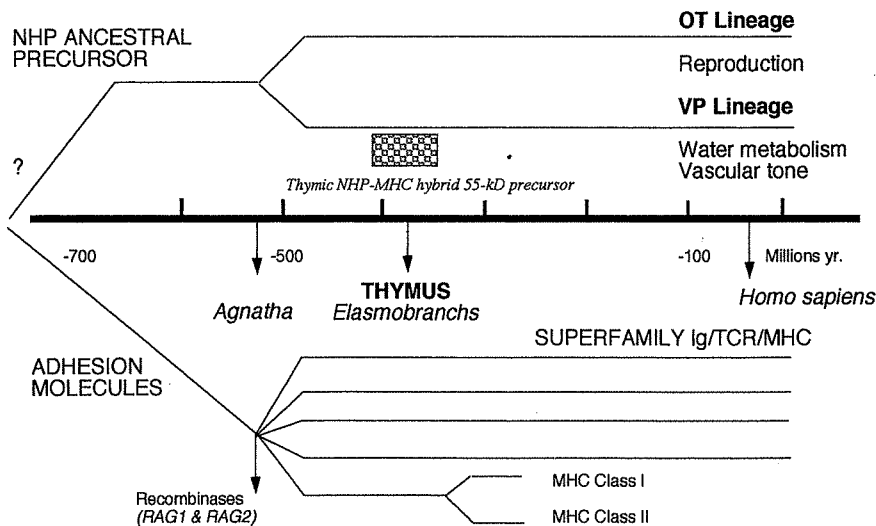 NHP ANCESTRAL
PRECURSOR
OT Lineage
Reproduction
VP Lineage
Water metabolism
Vascular tone
?
Thymic NHP-MHC hybrid 55-kD precursor
-700
-500
-100
Millions yr.
Agnatha
THYMUS
Elasmobranchs
Homo sapiens
SUPERFAMILY Ig/TCR/MHC
ADHESION
MOLECULES
Recombinases
(RAG1 & RAG2)
MHC Class I
MHC Class II